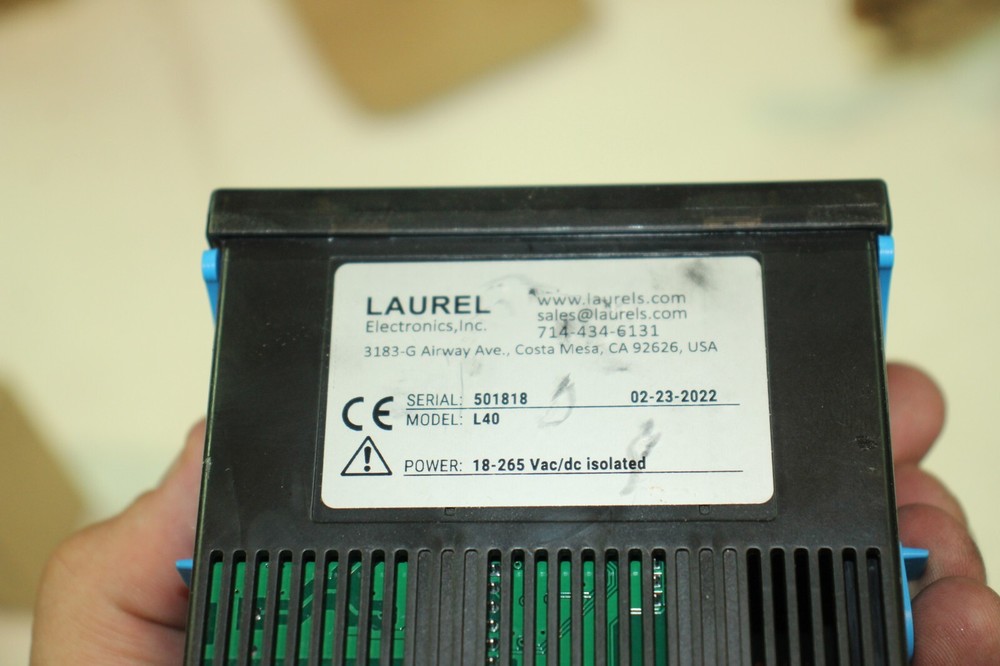 LAUREL
Electronics,Inc.
www.laurels.com
sales@laurels.com
714-434-6131
3183-G Airway Ave., Costa Mesa, CA 92626, USA
CE
SERIAL: 501818 02-23-2022
MODEL: L40
POWER: 18-265 Vac/dc isolated